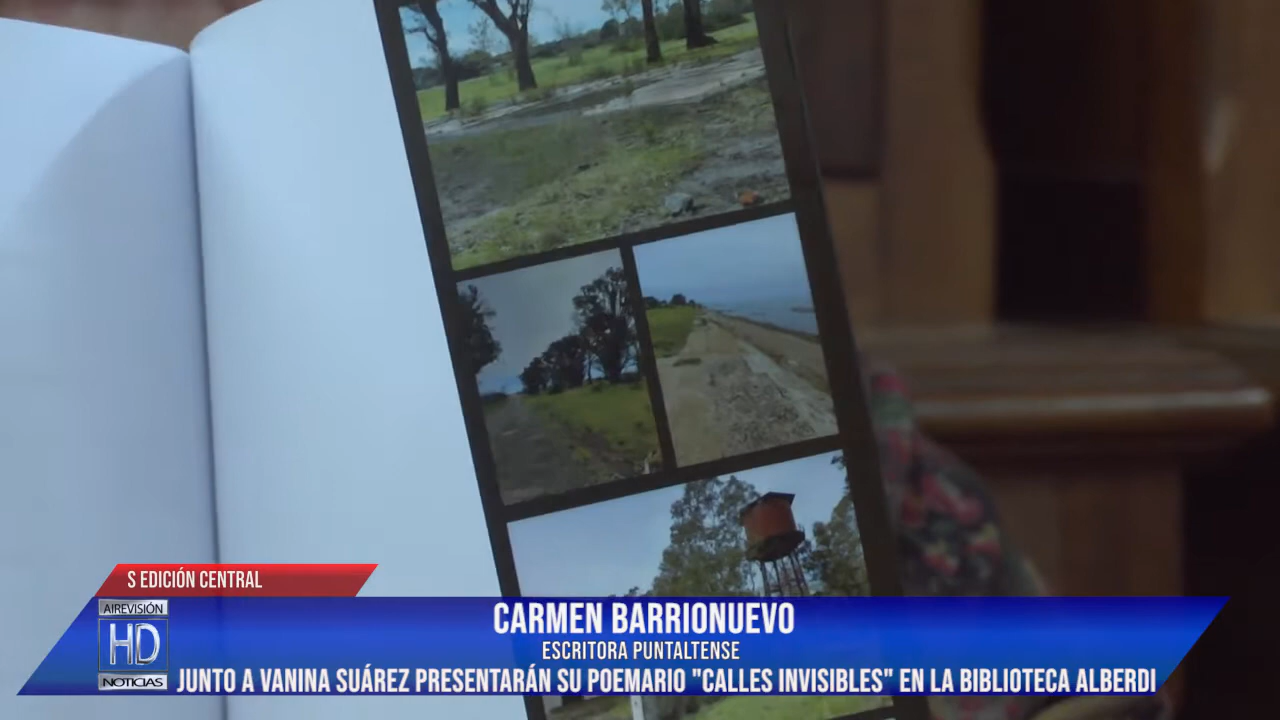 S EDICIÓN CENTRAL
AIREVISIÓN
HD
NOTICIAS
CARMEN BARRIONUEVO
ESCRITORA PUNTALTENSE
JUNTO A VANINA SUÁREZ PRESENTARÁN SU POEMARIO "CALLES INVISIBLES" EN LA BIBLIOTECA ALBERDI